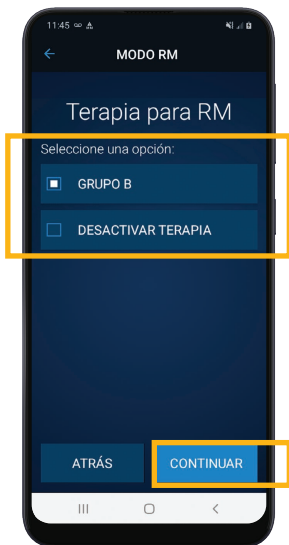 11:45
MODO RM
Terapia para RM
Seleccione una opción:
GRUPO B
DESACTIVAR TERAPIA
ATRÁS CONTINUAR